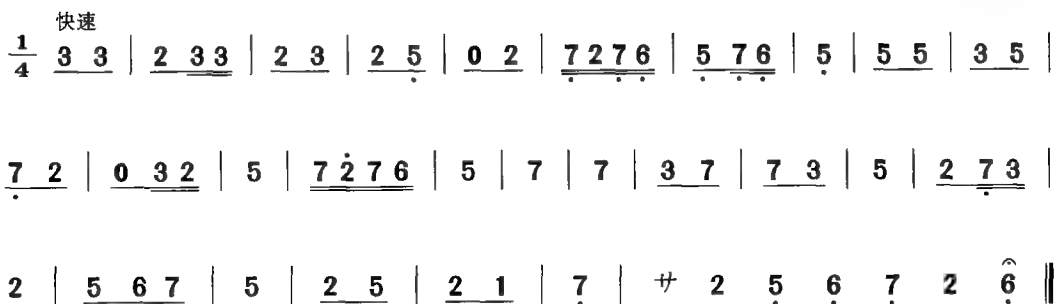 快速
1/4 3 3 | 2 3 3 | 2 3 | 2 5̣ | 0 2 | 7̣ 2 7̣ 6̣ | 5̣ 7̣ 6̣ | 5̣ | 5 5 | 3 5 |
7̣ 2 | 0 3 2 | 5 | 7 2̇ 7 6 | 5 | 7 | 7 | 3 7 | 7 3 | 5 | 2 7̣ 3 |
2 | 5 6 7 | 5 | 2 5 | 2 1 | 7̣ | サ 2 5̣ 6̣ 7̣ 2 6̣ ‖